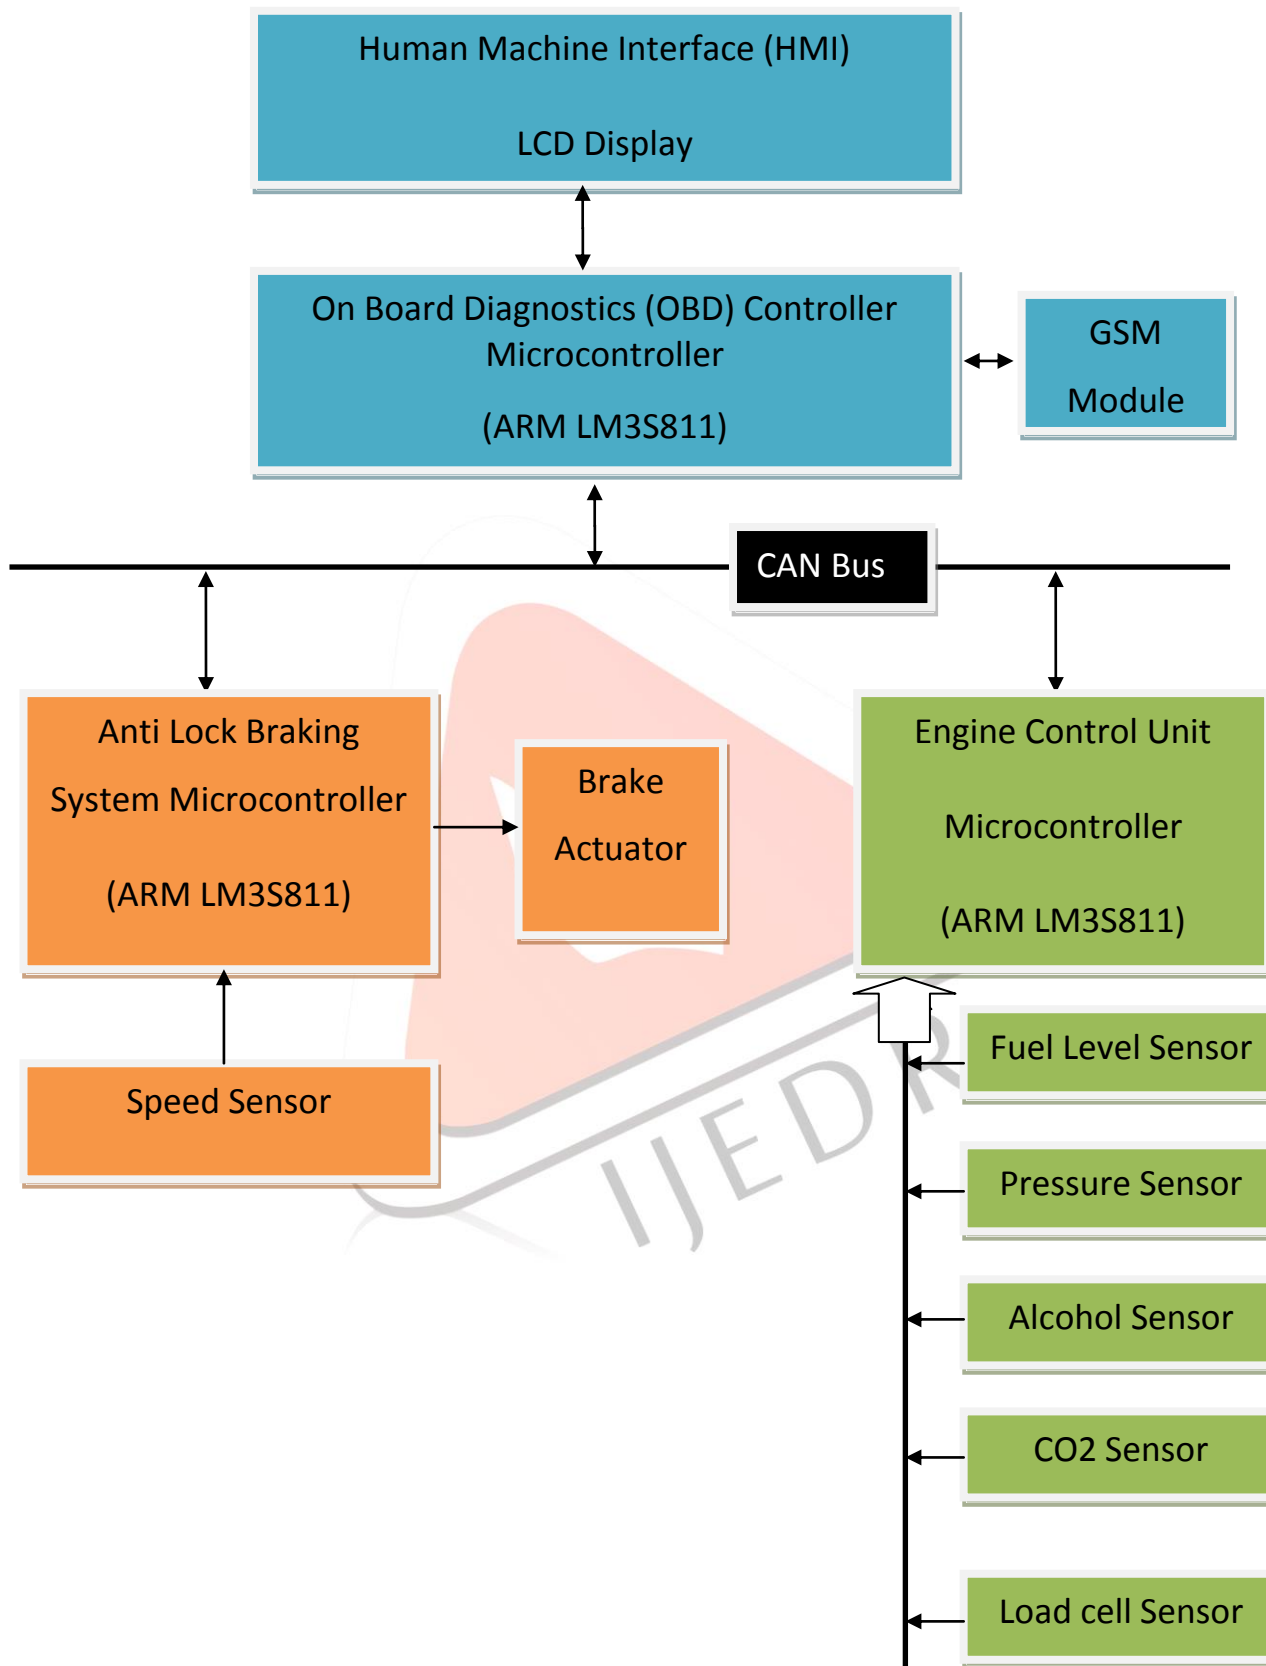 Human Machine Interface (HMI)
LCD Display
On Board Diagnostics (OBD) Controller
Microcontroller
(ARM LM3S811)
GSM
Module
CAN Bus
Anti Lock Braking
System Microcontroller
(ARM LM3S811)
Brake
Actuator
Engine Control Unit
Microcontroller
(ARM LM3S811)
Speed Sensor
Fuel Level Sensor
Pressure Sensor
Alcohol Sensor
CO2 Sensor
Load cell Sensor
IJEDR